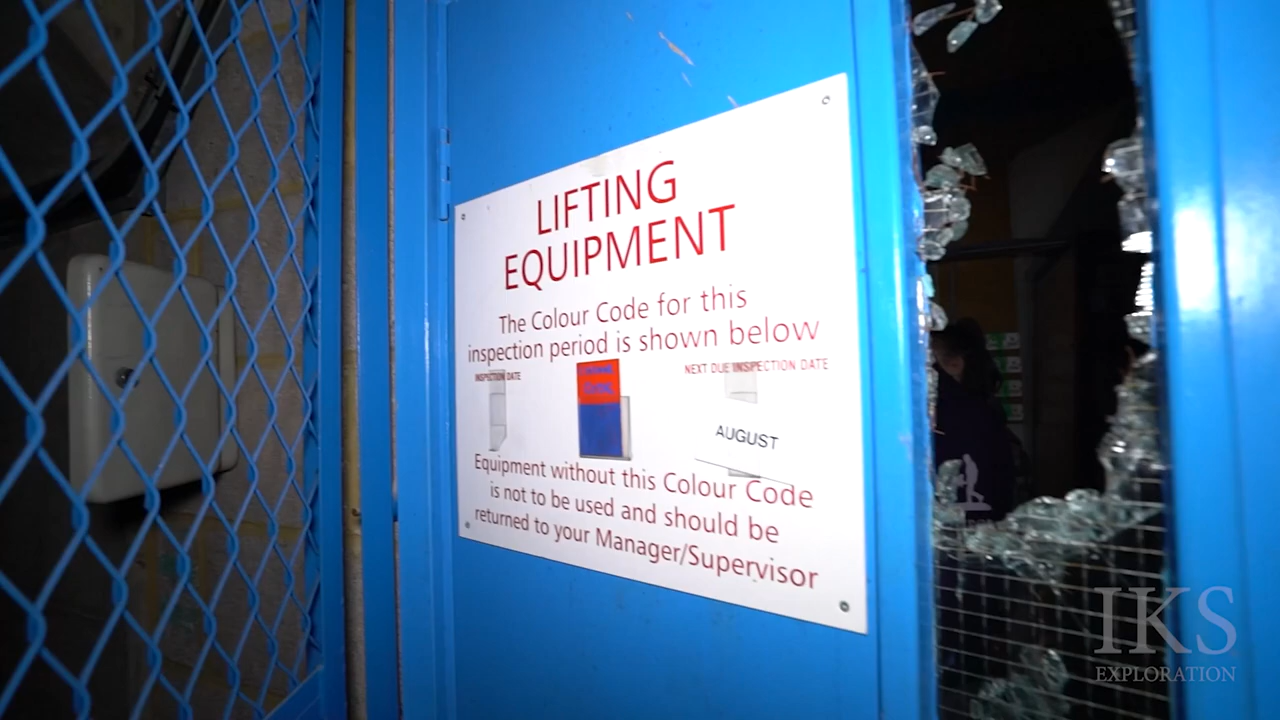 LIFTING
EQUIPMENT
The Colour Code for this
inspection period is shown below
INSPECTION DATE
NEXT DUE INSPECTION DATE
AUGUST
Equipment without this Colour Code
is not to be used and should be
returned to your Manager/Supervisor
IKS
EXPLORATION